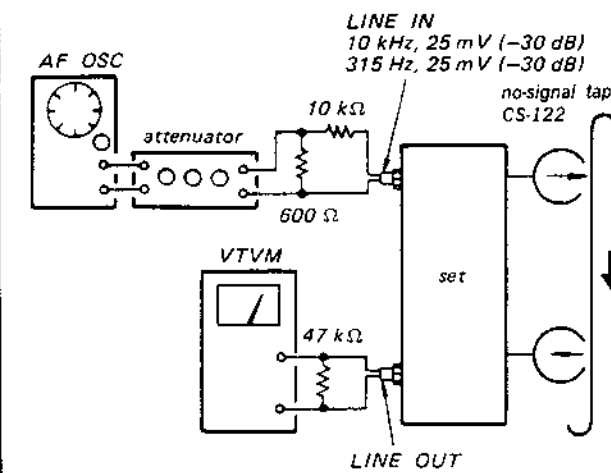 LINE IN
10 kHz, 25 mV (−30 dB)
315 Hz, 25 mV (−30 dB)
AF OSC
no-signal tap
CS-122
10 kΩ
attenuator
600 Ω
set
VTVM
47 kΩ
LINE OUT